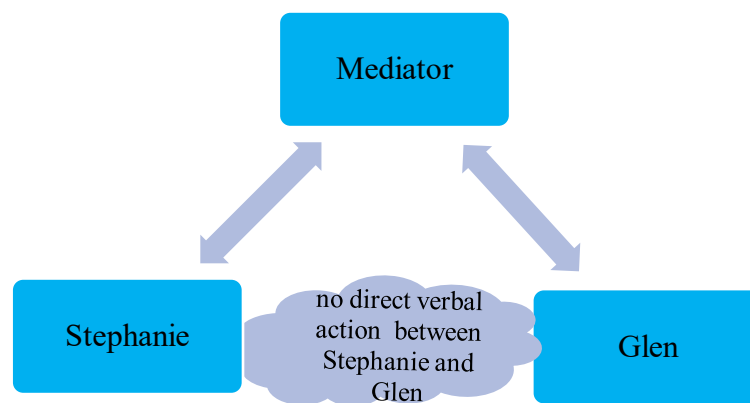 Mediator
Stephanie
no direct verbal
action between
Stephanie and
Glen
Glen